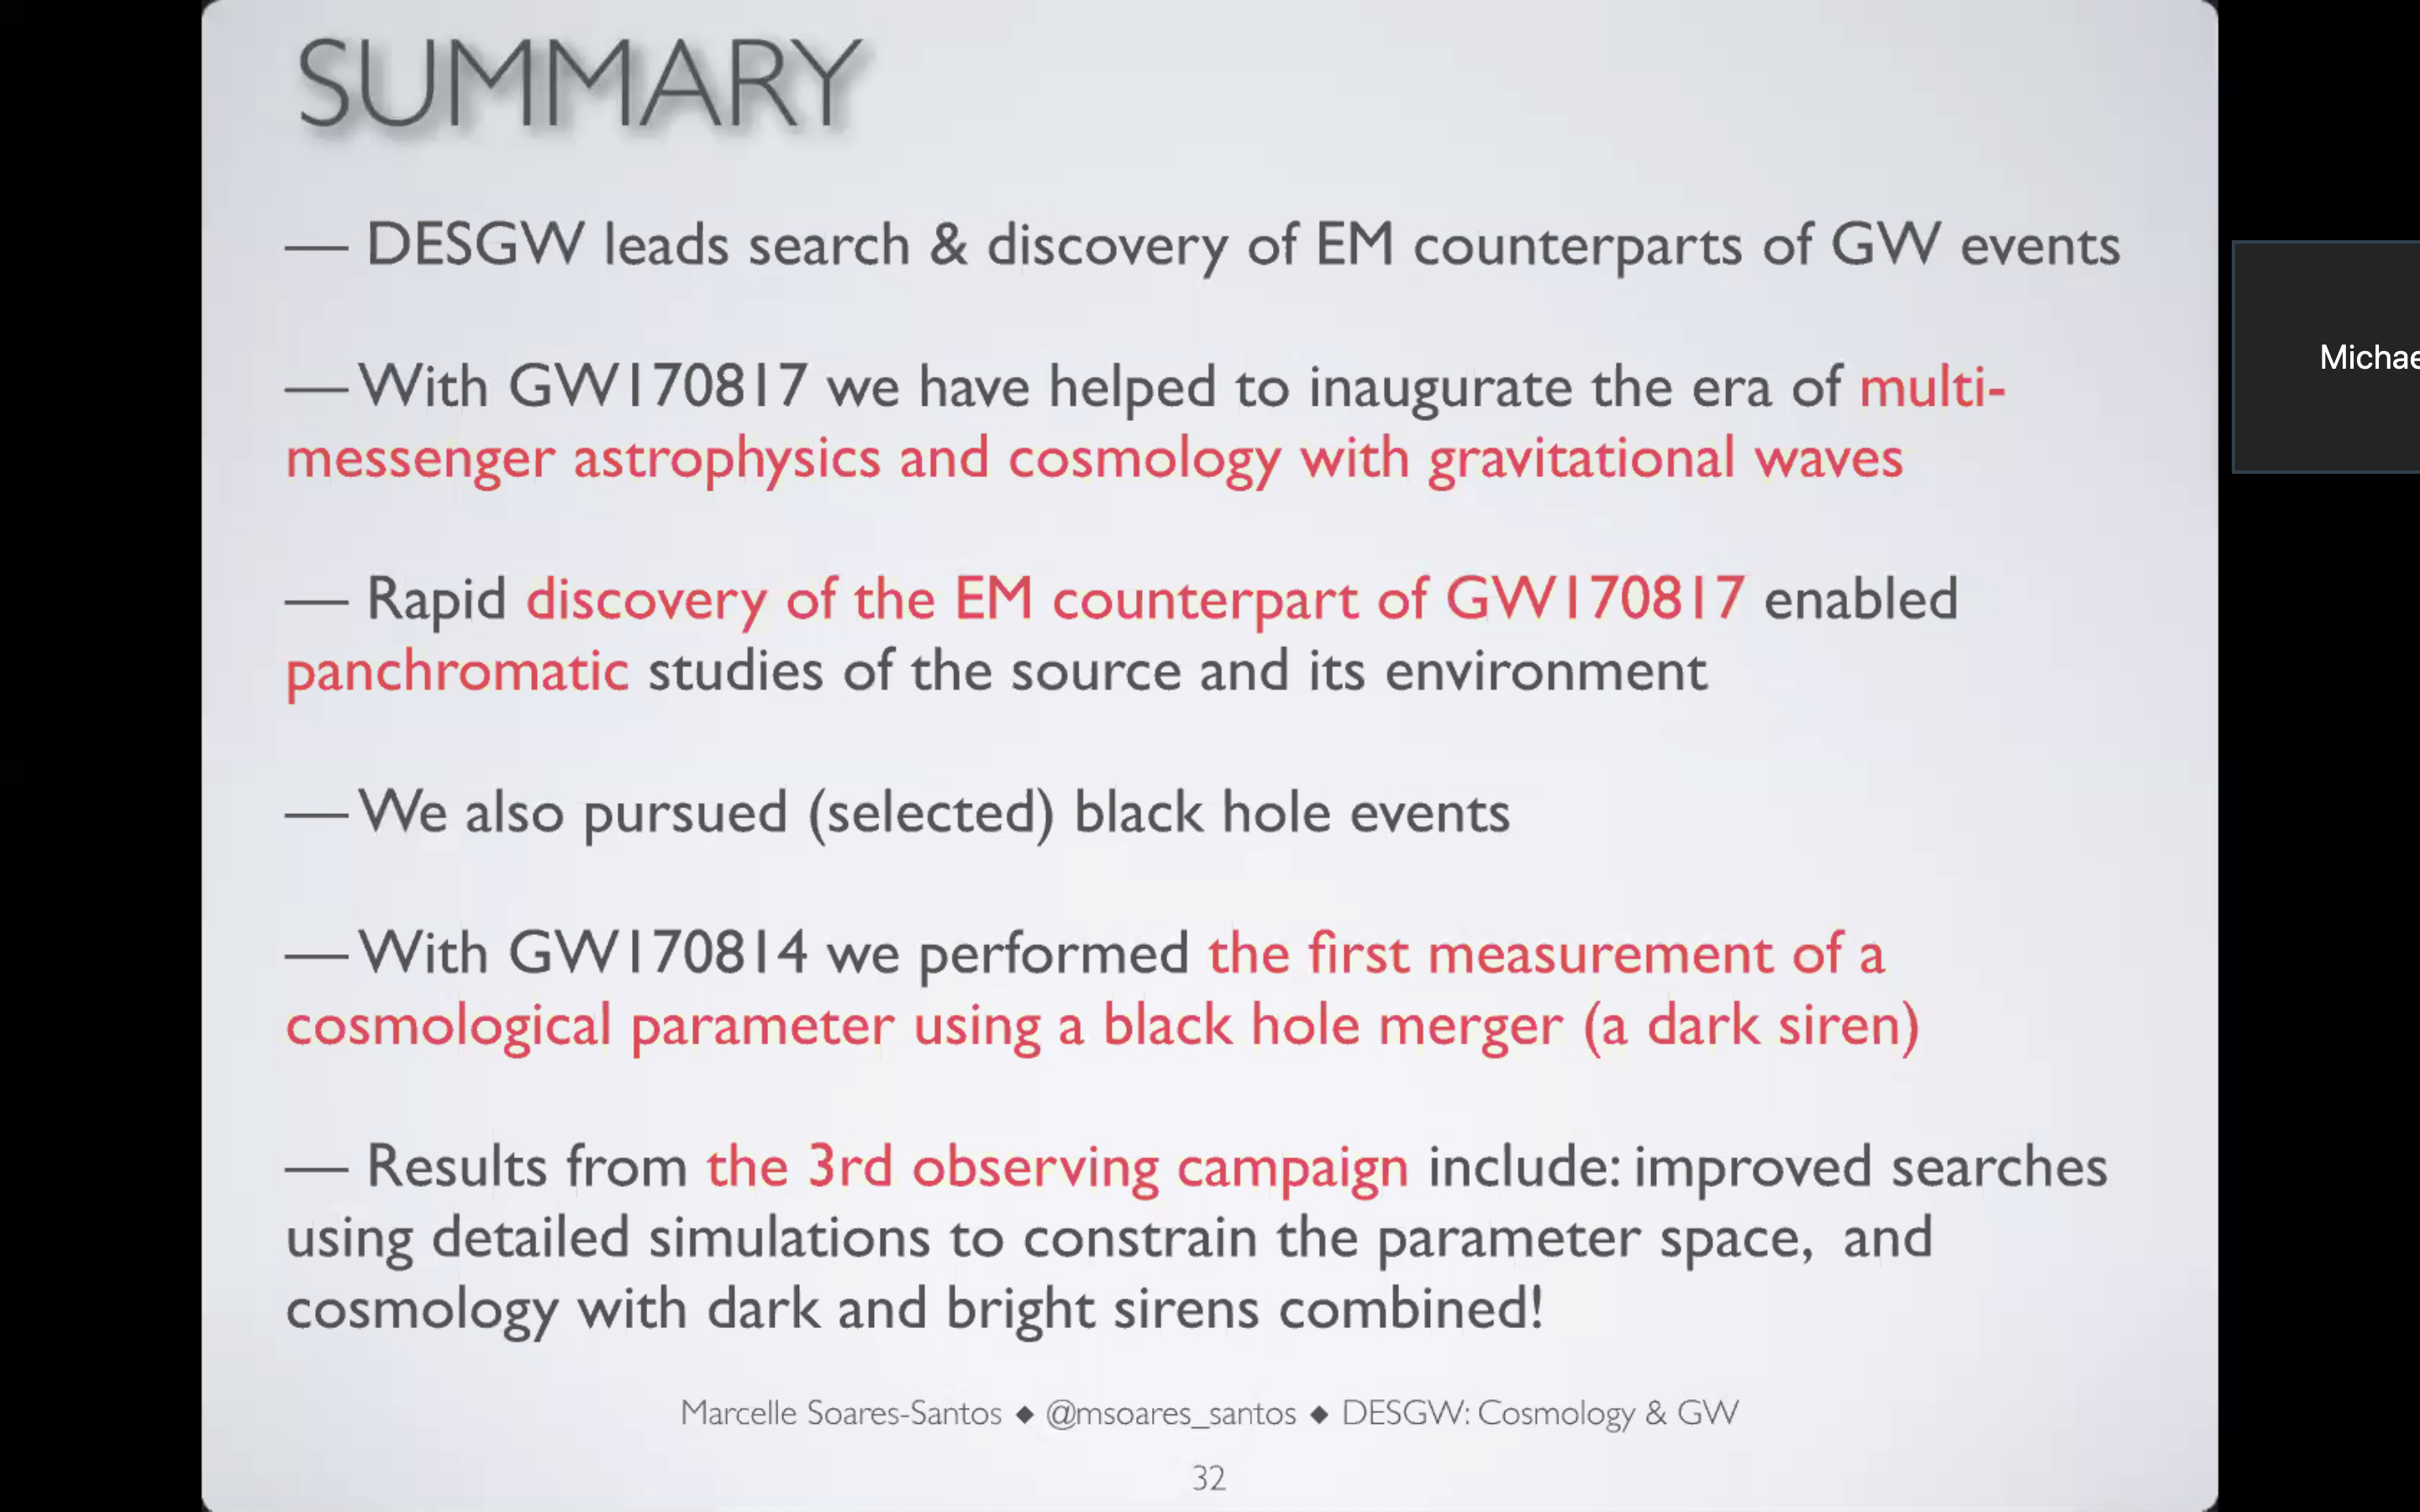 SUMMARY
— DESGW leads search & discovery of EM counterparts of GW events
— With GW170817 we have helped to inaugurate the era of multi-
messenger astrophysics and cosmology with gravitational waves
— Rapid discovery of the EM counterpart of GW170817 enabled
panchromatic studies of the source and its environment
— We also pursued (selected) black hole events
— With GW170814 we performed the first measurement of a
cosmological parameter using a black hole merger (a dark siren)
— Results from the 3rd observing campaign include: improved searches
using detailed simulations to constrain the parameter space, and
cosmology with dark and bright sirens combined!
Marcelle Soares-Santos ◆ @msoares_santos ◆ DESGW: Cosmology & GW
32